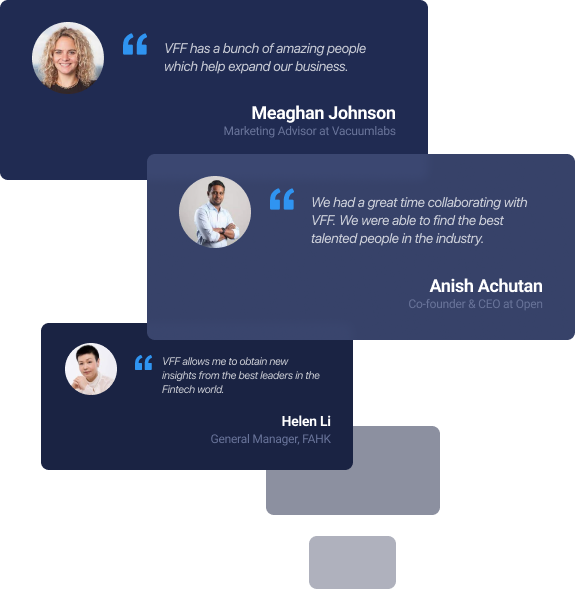 VFF has a bunch of amazing people
which help expand our business.
Meaghan Johnson
Marketing Advisor at Vacuumlabs
We had a great time collaborating with
VFF. We were able to find the best
talented people in the industry.
Anish Achutan
Co-founder & CEO at Open
VFF allows me to obtain new
insights from the best leaders in the
Fintech world.
Helen Li
General Manager, FAHK